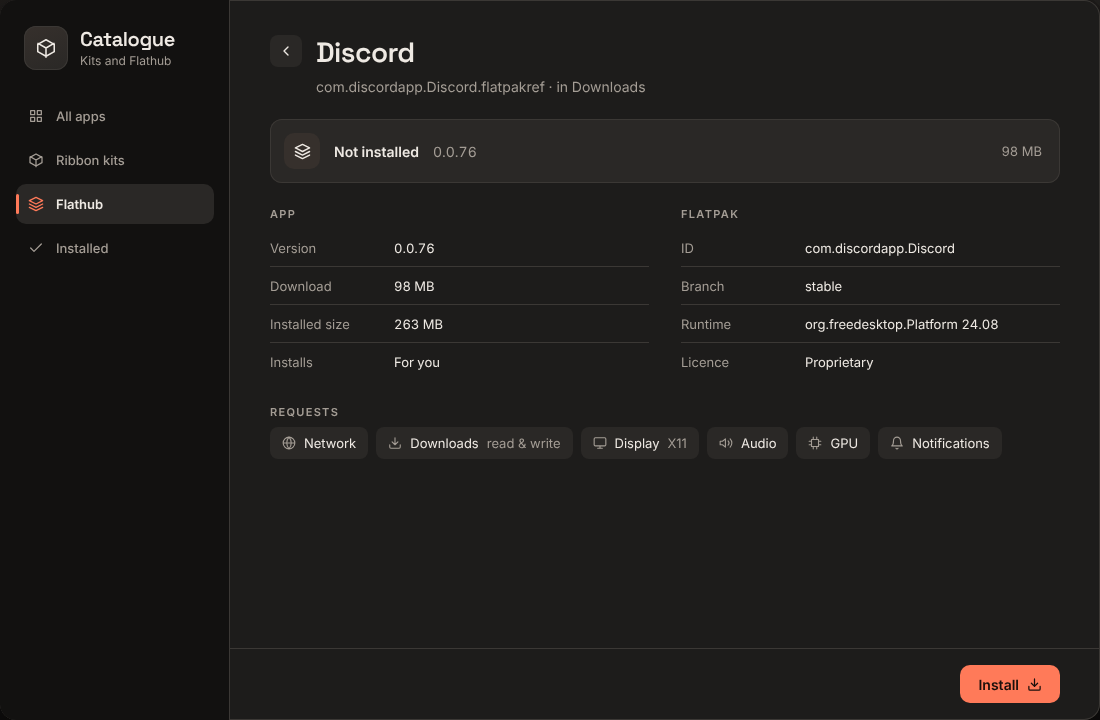 Catalogue
Kits and Flathub
All apps
Ribbon kits
Flathub
Installed
Discord
com.discordapp.Discord.flatpakref · in Downloads
Not installed 0.0.76 98 MB
APP
Version 0.0.76
Download 98 MB
Installed size 263 MB
Installs For you
FLATPAK
ID com.discordapp.Discord
Branch stable
Runtime org.freedesktop.Platform 24.08
Licence Proprietary
REQUESTS
Network Downloads read & write Display X11 Audio GPU Notifications
Install